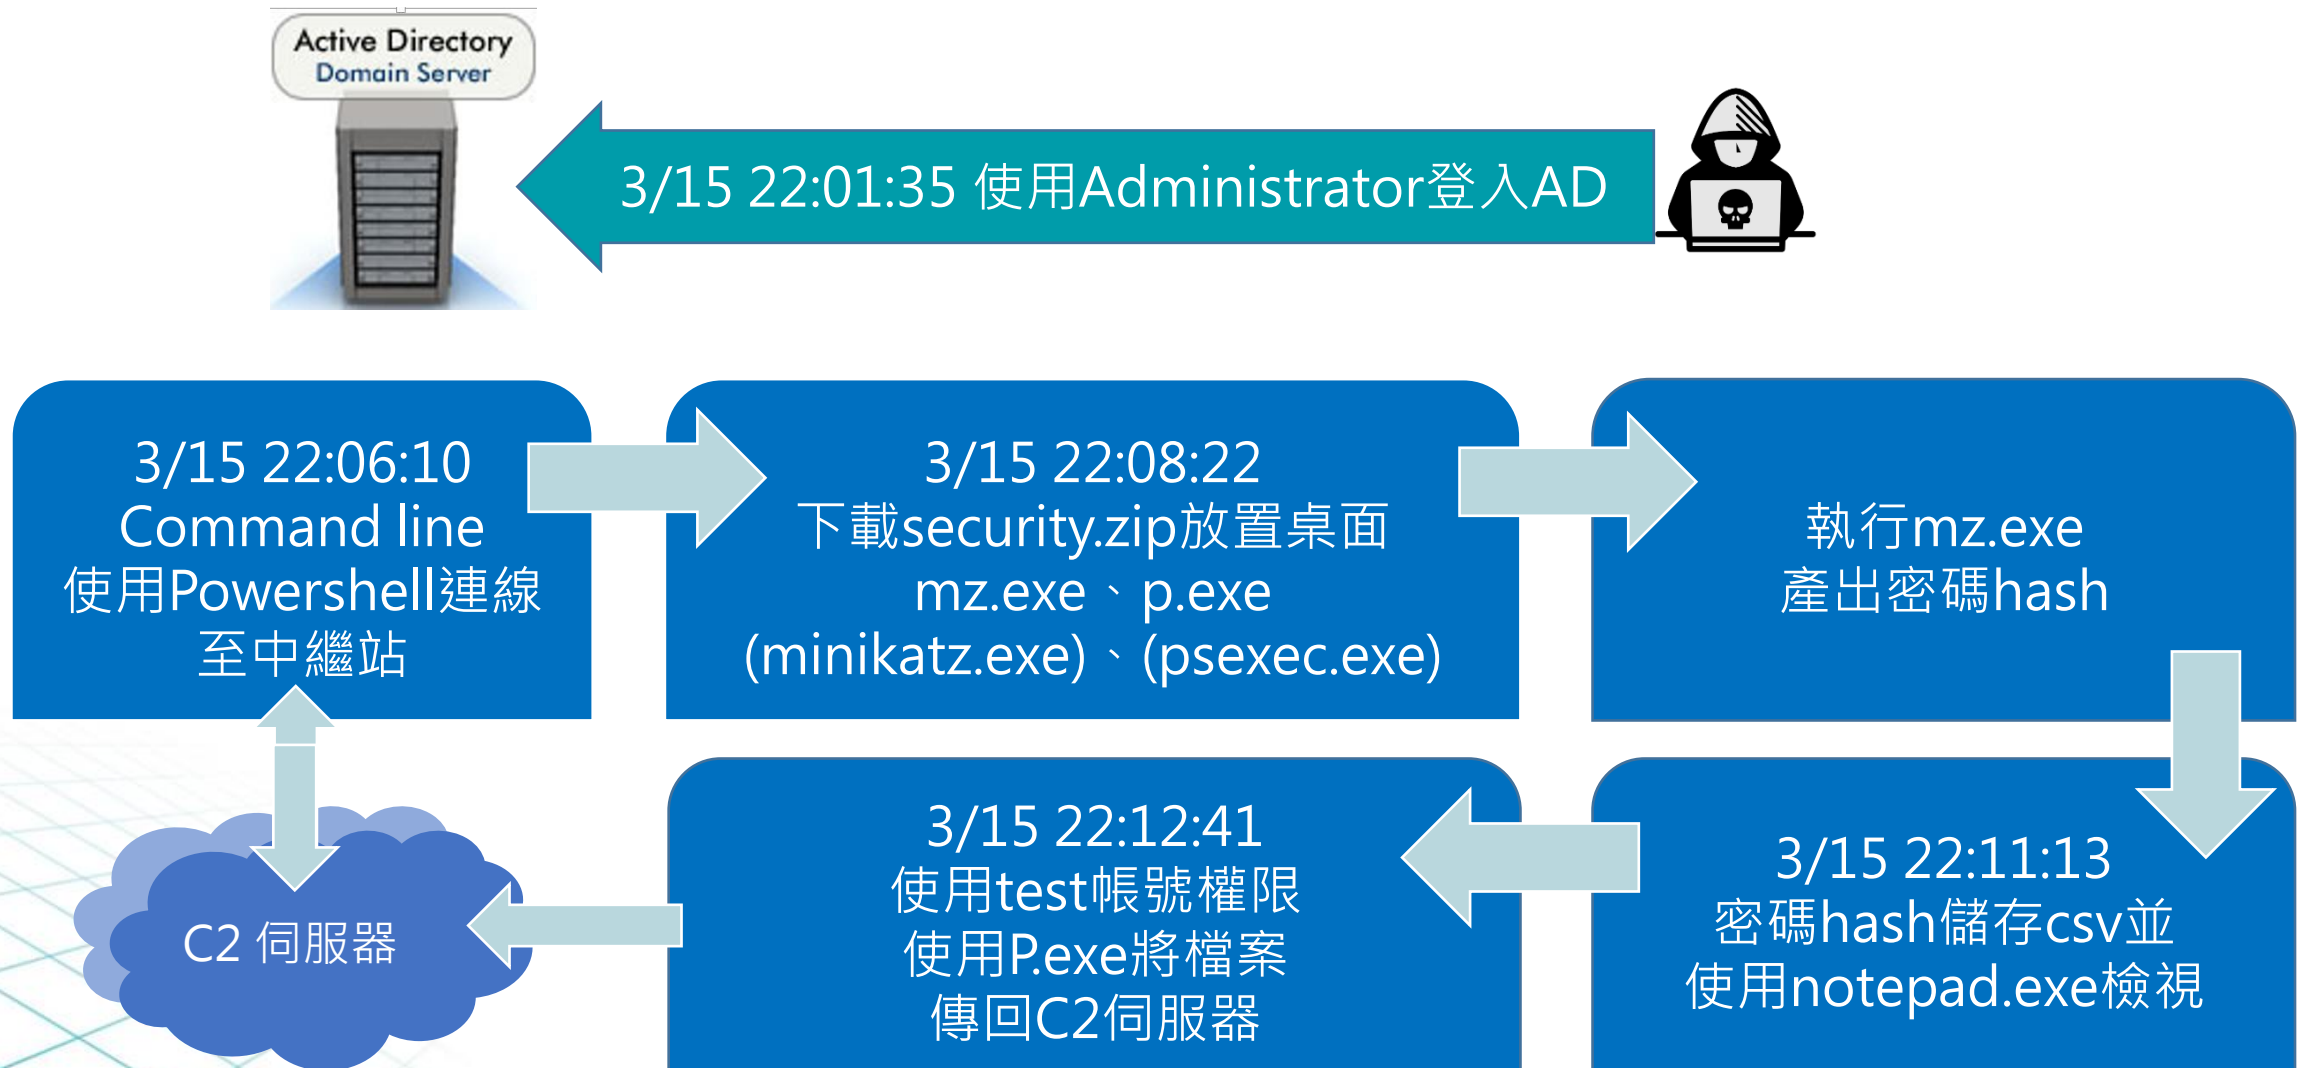 Active Directory
Domain Server
3/15 22:01:35 使用Administrator登入AD
3/15 22:06:10
Command line
使用Powershell連線
至中繼站
3/15 22:08:22
下載security.zip放置桌面
mz.exe、p.exe
(minikatz.exe)、(psexec.exe)
執行mz.exe
產出密碼hash
3/15 22:11:13
密碼hash儲存csv並
使用notepad.exe檢視
3/15 22:12:41
使用test帳號權限
使用P.exe將檔案
傳回C2伺服器
C2 伺服器